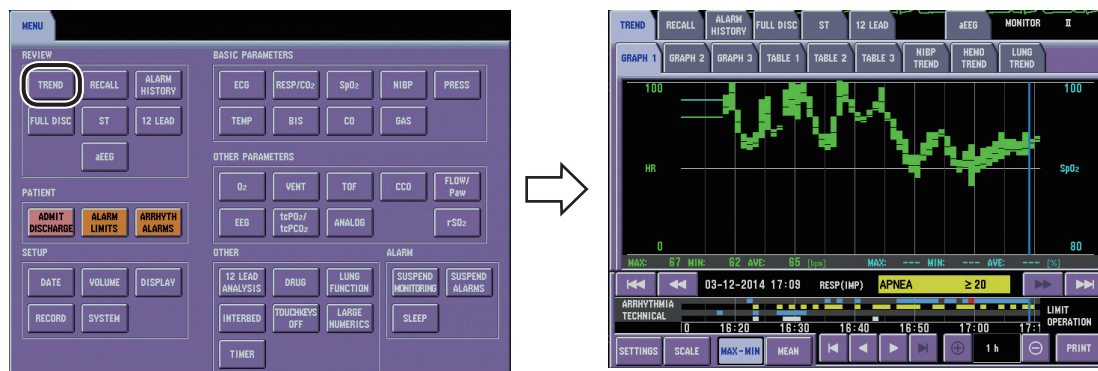 MENU
REVIEW
TREND RECALL ALARM HISTORY
FULL DISC ST 12 LEAD
aEEG
PATIENT
ADMIT DISCHARGE ALARM LIMITS ARRHYTH ALARMS
SETUP
DATE VOLUME DISPLAY
RECORD SYSTEM
BASIC PARAMETERS
ECG RESP/CO2 SpO2 NIBP PRESS
TEMP BIS CO GAS
OTHER PARAMETERS
O2 VENT TOF CCO FLOW/Paw
EEG tcPO2/tcPCO2 ANALOG rSO2
OTHER
12 LEAD ANALYSIS DRUG LUNG FUNCTION
INTERBED TOUCHKEYS OFF LARGE NUMERICS
TIMER
ALARM
SUSPEND MONITORING SUSPEND ALARMS
SLEEP
TREND RECALL ALARM HISTORY FULL DISC ST 12 LEAD aEEG MONITOR II
GRAPH 1 GRAPH 2 GRAPH 3 TABLE 1 TABLE 2 TABLE 3 NIBP TREND HEMO TREND LUNG TREND
100 100
HR SpO2
0 80
MAX: 67 MIN: 62 AVE: 65 [bpm] MAX: --- MIN: --- AVE: --- [%]
03-12-2014 17:09 RESP(IMP) APNEA ≥ 20
ARRHYTHMIA
TECHNICAL
LIMIT
OPERATION
0 16:20 16:30 16:40 16:50 17:00 17:1
SETTINGS SCALE MAX-MIN MEAN 1 h PRINT